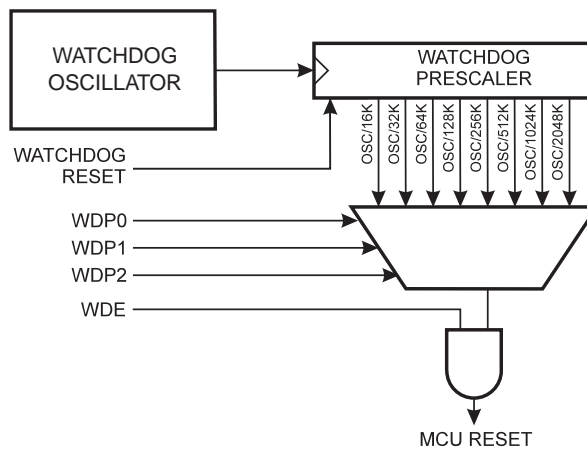 WATCHDOG
OSCILLATOR
WATCHDOG
PRESCALER
WATCHDOG
RESET
OSC/16K
OSC/32K
OSC/64K
OSC/128K
OSC/256K
OSC/512K
OSC/1024K
OSC/2048K
WDP0
WDP1
WDP2
WDE
MCU RESET